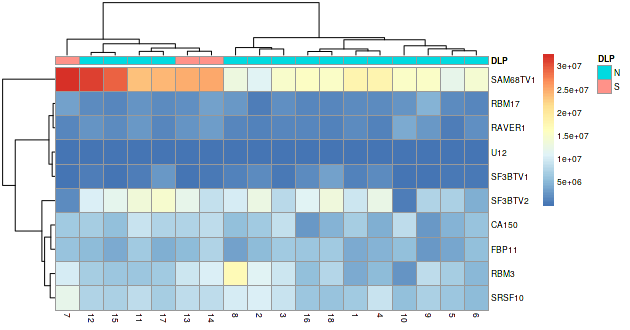 DLP
SAM68TV1
RBM17
RAVER1
U12
SF3BTV1
SF3BTV2
CA150
FBP11
RBM3
SRSF10
7 12 15 11 17 13 14 8 2 3 16 18 1 4 10 9 5 6
3e+07
2.5e+07
2e+07
1.5e+07
1e+07
5e+06
DLP
N
S